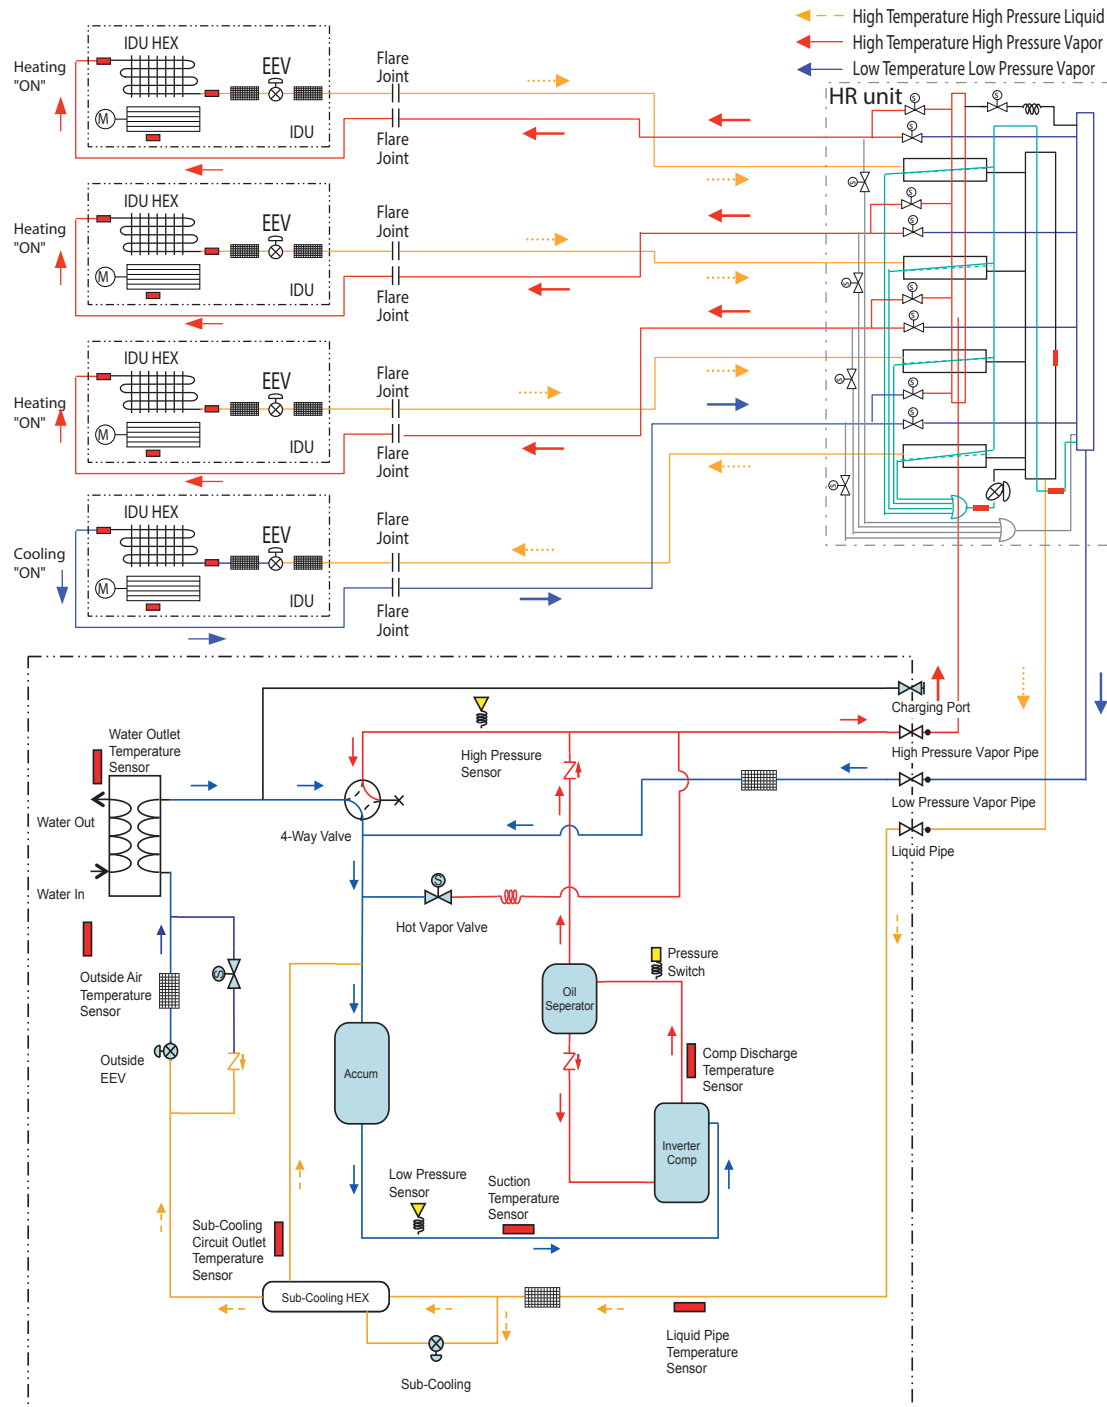 High Temperature High Pressure Liquid
High Temperature High Pressure Vapor
Low Temperature Low Pressure Vapor
HR unit
IDU HEX
EEV
Flare
Joint
Heating
"ON"
M
IDU
Flare
Joint
IDU HEX
EEV
Flare
Joint
Heating
"ON"
M
IDU
Flare
Joint
IDU HEX
EEV
Flare
Joint
Heating
"ON"
M
IDU
Flare
Joint
IDU HEX
EEV
Flare
Joint
Cooling
"ON"
M
IDU
Flare
Joint
S
S
S
S
S
S
S
S
S
S
S
S
S
Charging Port
High Pressure Vapor Pipe
Low Pressure Vapor Pipe
Liquid Pipe
Water Outlet
Temperature
Sensor
High Pressure
Sensor
Water Out
4-Way Valve
Water In
S
Hot Vapor Valve
Outside Air
Temperature
Sensor
S
Pressure
Switch
Oil
Seperator
Outside
EEV
Accum
Comp Discharge
Temperature
Sensor
Inverter
Comp
Low Pressure
Sensor
Suction
Temperature
Sensor
Sub-Cooling
Circuit Outlet
Temperature
Sensor
Sub-Cooling HEX
Liquid Pipe
Temperature
Sensor
Sub-Cooling